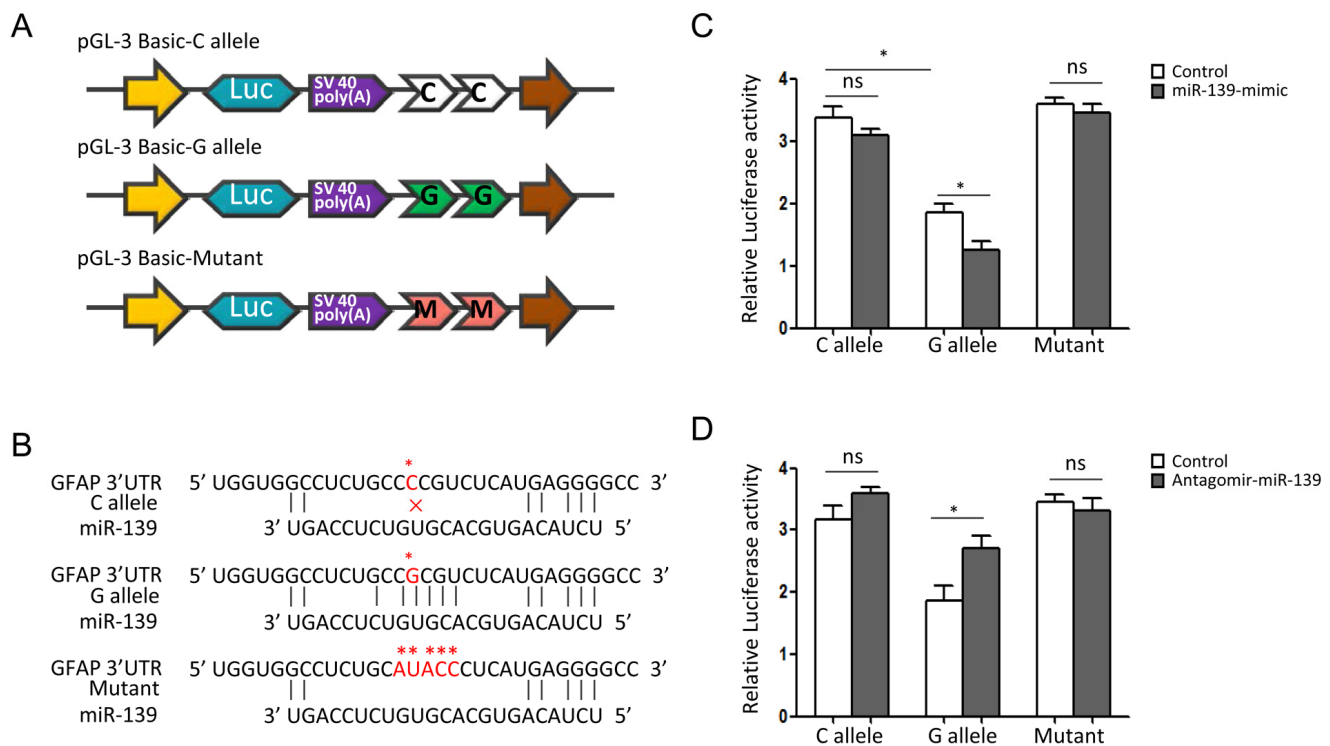 A
pGL-3 Basic-C allele
Luc
SV 40
poly(A)
C
C
pGL-3 Basic-G allele
Luc
SV 40
poly(A)
G
G
pGL-3 Basic-Mutant
Luc
SV 40
poly(A)
M
M
B
*
GFAP 3’UTR 5’ UGGUGGCCUCUGCCCCGUCUCAUGAGGGGCC 3’
C allele
×
miR-139 3’ UGACCUCUGUGCACGUGACAUCU 5’
*
GFAP 3’UTR 5’ UGGUGGCCUCUGCCGCGUCUCAUGAGGGGCC 3’
G allele
miR-139 3’ UGACCUCUGUGCACGUGACAUCU 5’
** ***
GFAP 3’UTR 5’ UGGUGGCCUCUGCAUACCCUCAUGAGGGGCC 3’
Mutant
miR-139 3’ UGACCUCUGUGCACGUGACAUCU 5’
C
Relative Luciferase activity
4
3
2
1
0
*
ns
*
ns
C allele
G allele
Mutant
Control
miR-139-mimic
D
Relative Luciferase activity
4
3
2
1
0
ns
*
ns
C allele
G allele
Mutant
Control
Antagomir-miR-139